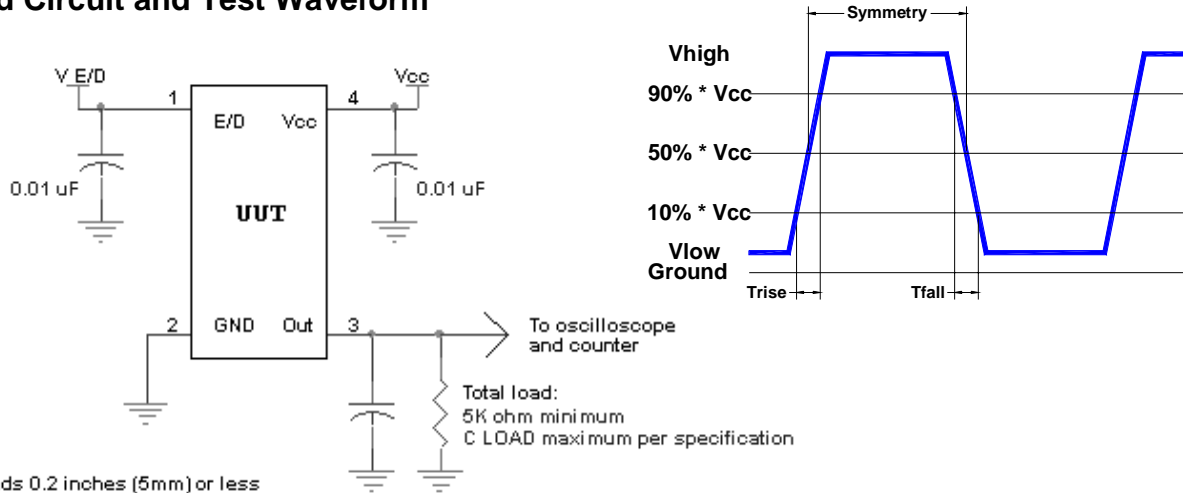 d Circuit and Test Waveform
V E/D
Vcc
1
4
E/D Vcc
0.01 uF
0.01 uF
UUT
2
GND Out
3
To oscilloscope
and counter
Total load:
5K ohm minimum
C LOAD maximum per specification
ds 0.2 inches (5mm) or less
Symmetry
Vhigh
90% * Vcc
50% * Vcc
10% * Vcc
Vlow
Ground
Trise
Tfall